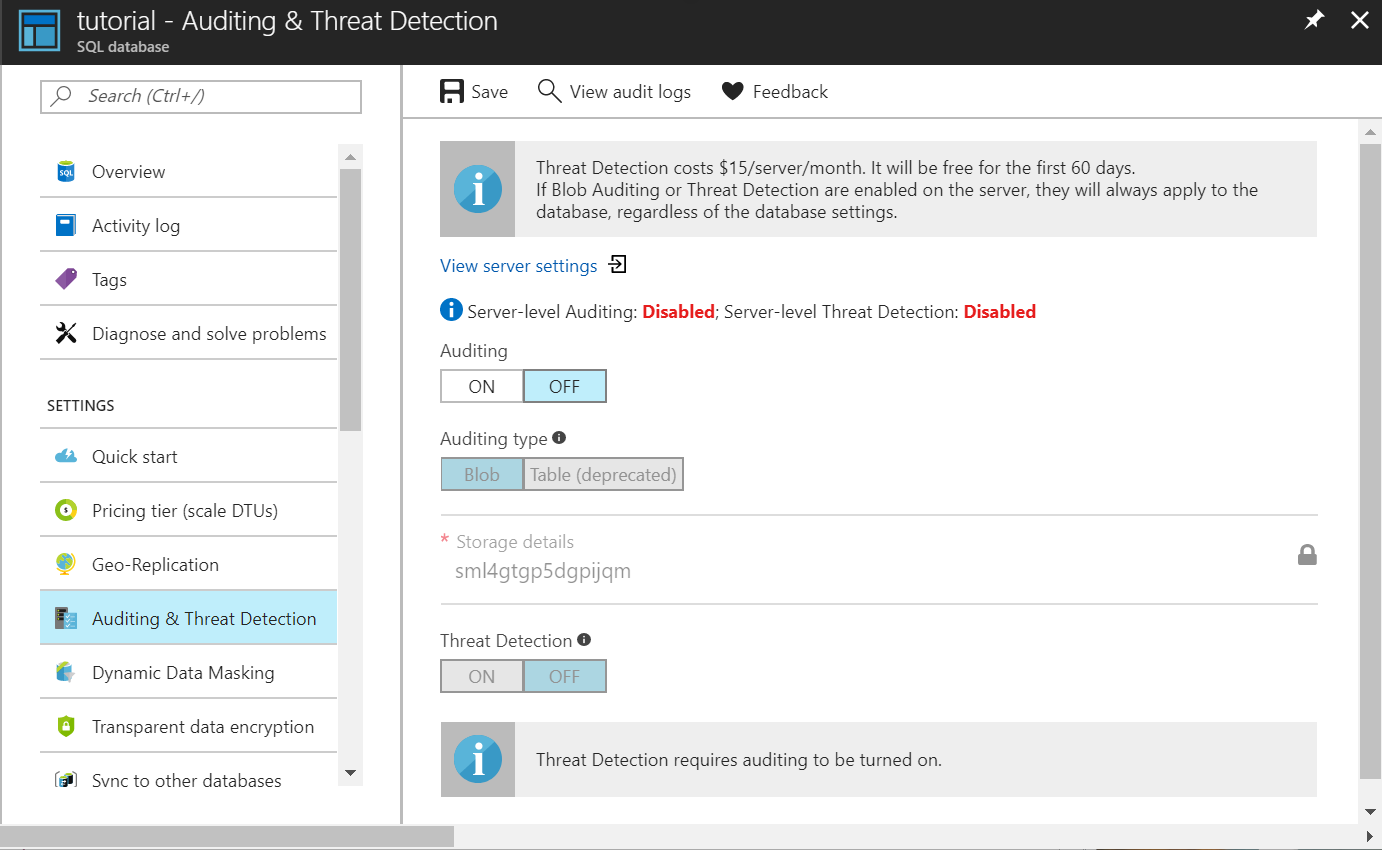 tutorial - Auditing & Threat Detection
SQL database
Search (Ctrl+/)
SQL
Overview
Activity log
Tags
Diagnose and solve problems
SETTINGS
Quick start
Pricing tier (scale DTUs)
Geo-Replication
Auditing & Threat Detection
Dynamic Data Masking
Transparent data encryption
Sync to other databases
Save
View audit logs
Feedback
Threat Detection costs $15/server/month. It will be free for the first 60 days.
If Blob Auditing or Threat Detection are enabled on the server, they will always apply to the
database, regardless of the database settings.
View server settings
Server-level Auditing: Disabled; Server-level Threat Detection: Disabled
Auditing
ON OFF
Auditing type
Blob Table (deprecated)
* Storage details
sml4gtgp5dgpijqm
Threat Detection
ON OFF
Threat Detection requires auditing to be turned on.